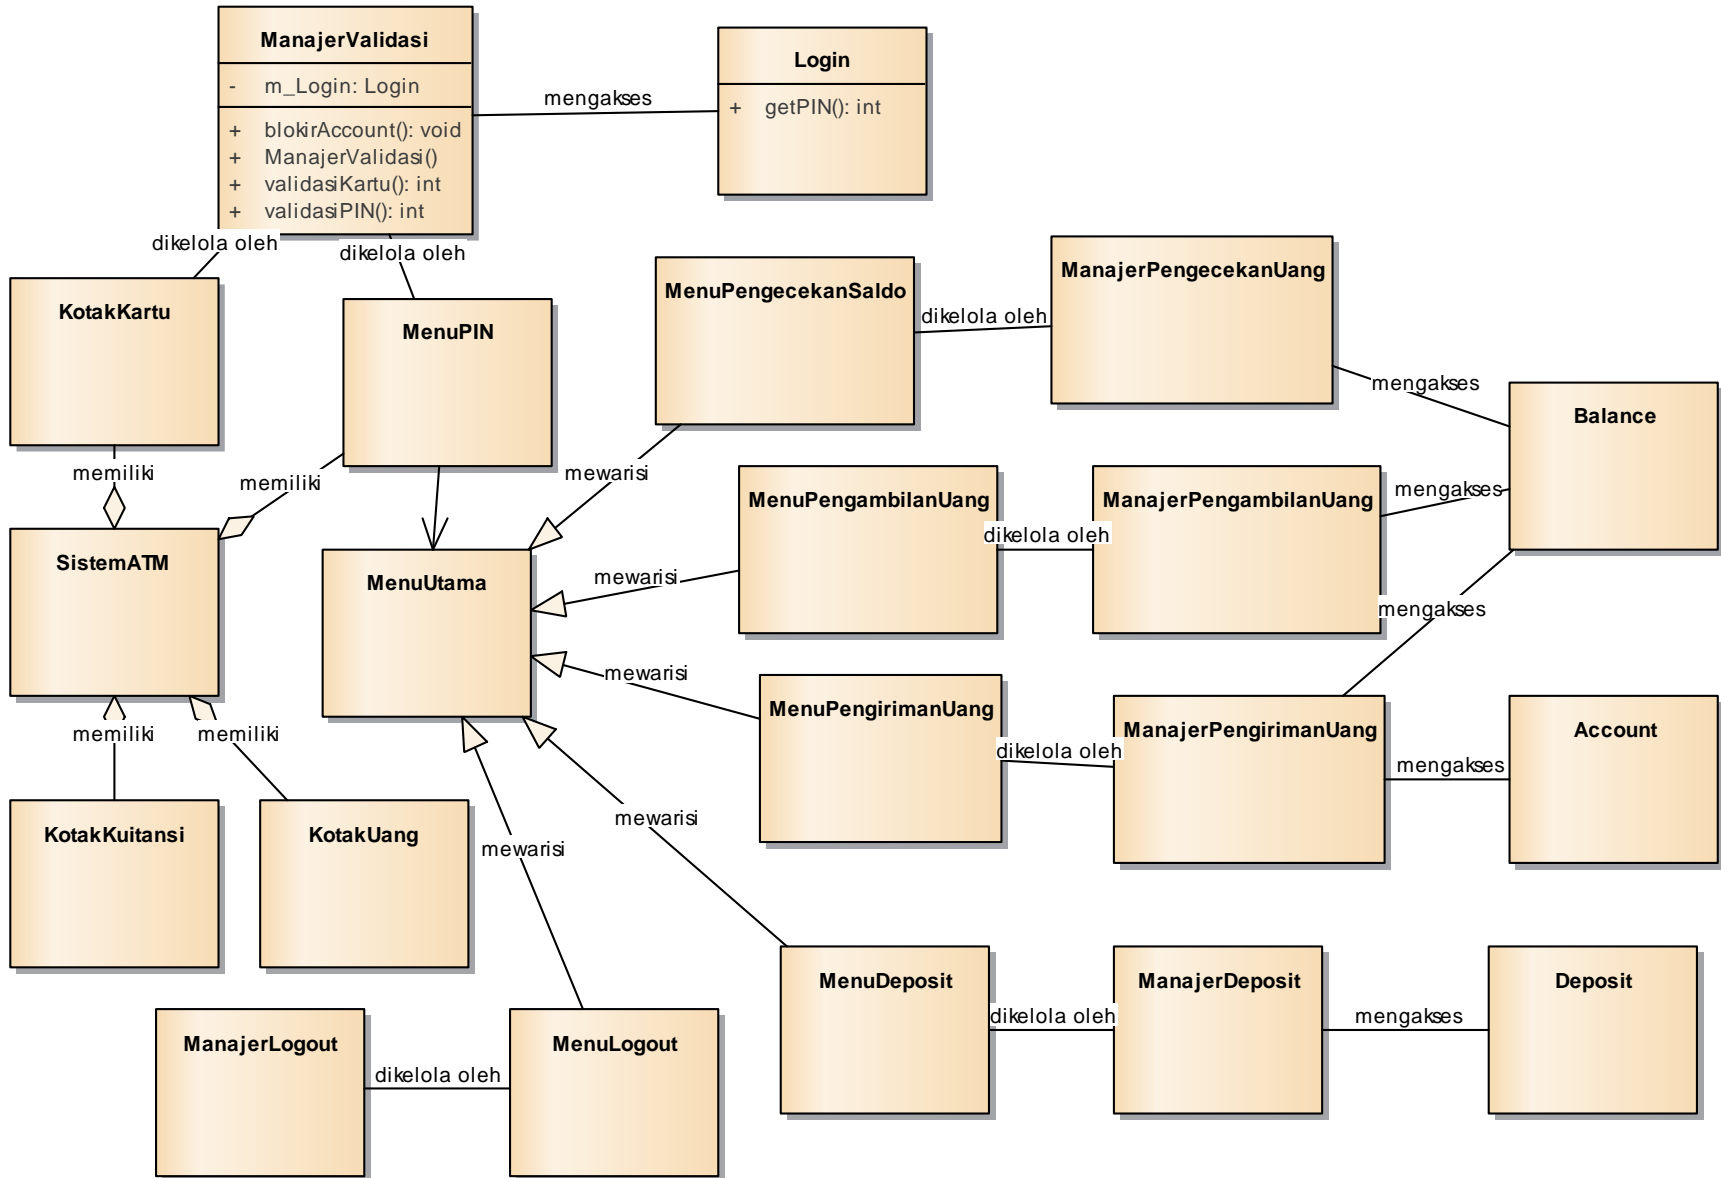 ManajerValidasi
- m_Login: Login
+ blokirAccount(): void
+ ManajerValidasi()
+ validasiKartu(): int
+ validasiPIN(): int
mengakses
Login
+ getPIN(): int
dikelola oleh
dikelola oleh
KotakKartu
MenuPIN
MenuPengecekanSaldo
dikelola oleh
ManajerPengecekanUang
mengakses
Balance
memiliki
memiliki
mewarisi
MenuPengambilanUang
dikelola oleh
ManajerPengambilanUang
mengakses
SistemATM
MenuUtama
mewarisi
mengakses
mewarisi
MenuPengirimanUang
dikelola oleh
ManajerPengirimanUang
mengakses
Account
memiliki
memiliki
KotakKuitansi
KotakUang
mewarisi
mewarisi
MenuDeposit
dikelola oleh
ManajerDeposit
mengakses
Deposit
ManajerLogout
dikelola oleh
MenuLogout